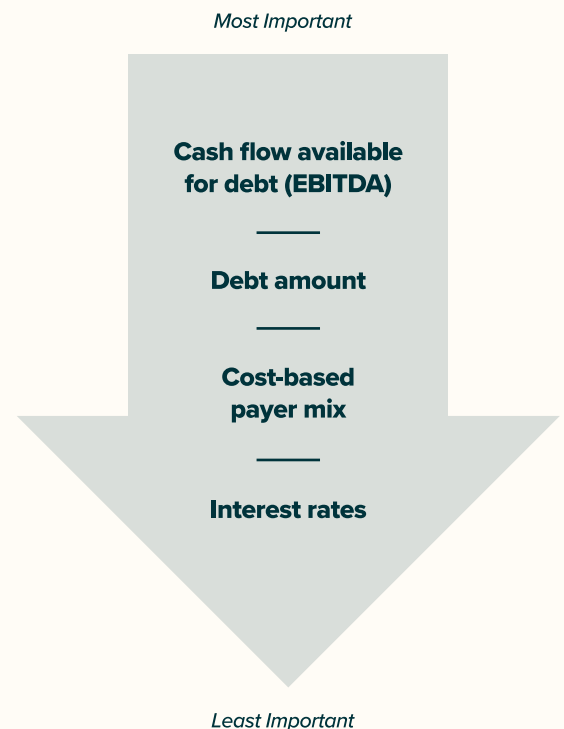 Most Important
Cash flow available
for debt (EBITDA)
Debt amount
Cost-based
payer mix
Interest rates
Least Important